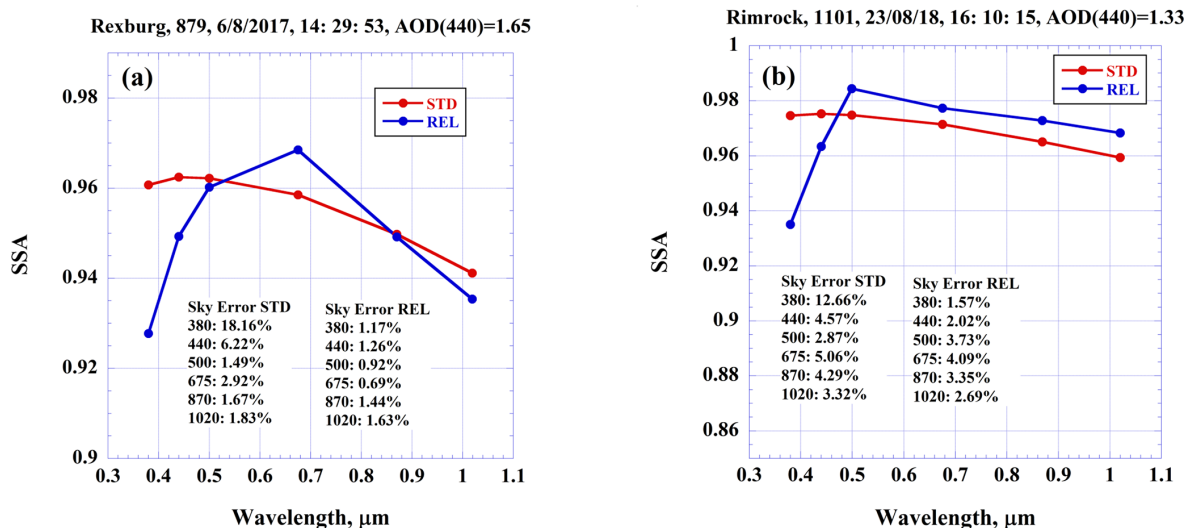 Rexburg, 879, 6/8/2017, 14: 29: 53, AOD(440)=1.65
(a)
STD
REL
0.98
0.96
0.94
0.92
0.9
SSA
Sky Error STD
380: 18.16%
440: 6.22%
500: 1.49%
675: 2.92%
870: 1.67%
1020: 1.83%
Sky Error REL
380: 1.17%
440: 1.26%
500: 0.92%
675: 0.69%
870: 1.44%
1020: 1.63%
0.3 0.4 0.5 0.6 0.7 0.8 0.9 1 1.1
Wavelength, μm
Rimrock, 1101, 23/08/18, 16: 10: 15, AOD(440)=1.33
(b)
STD
REL
1
0.98
0.96
0.94
0.92
0.9
0.88
0.86
SSA
Sky Error STD
380: 12.66%
440: 4.57%
500: 2.87%
675: 5.06%
870: 4.29%
1020: 3.32%
Sky Error REL
380: 1.57%
440: 2.02%
500: 3.73%
675: 4.09%
870: 3.35%
1020: 2.69%
0.3 0.4 0.5 0.6 0.7 0.8 0.9 1 1.1
Wavelength, μm